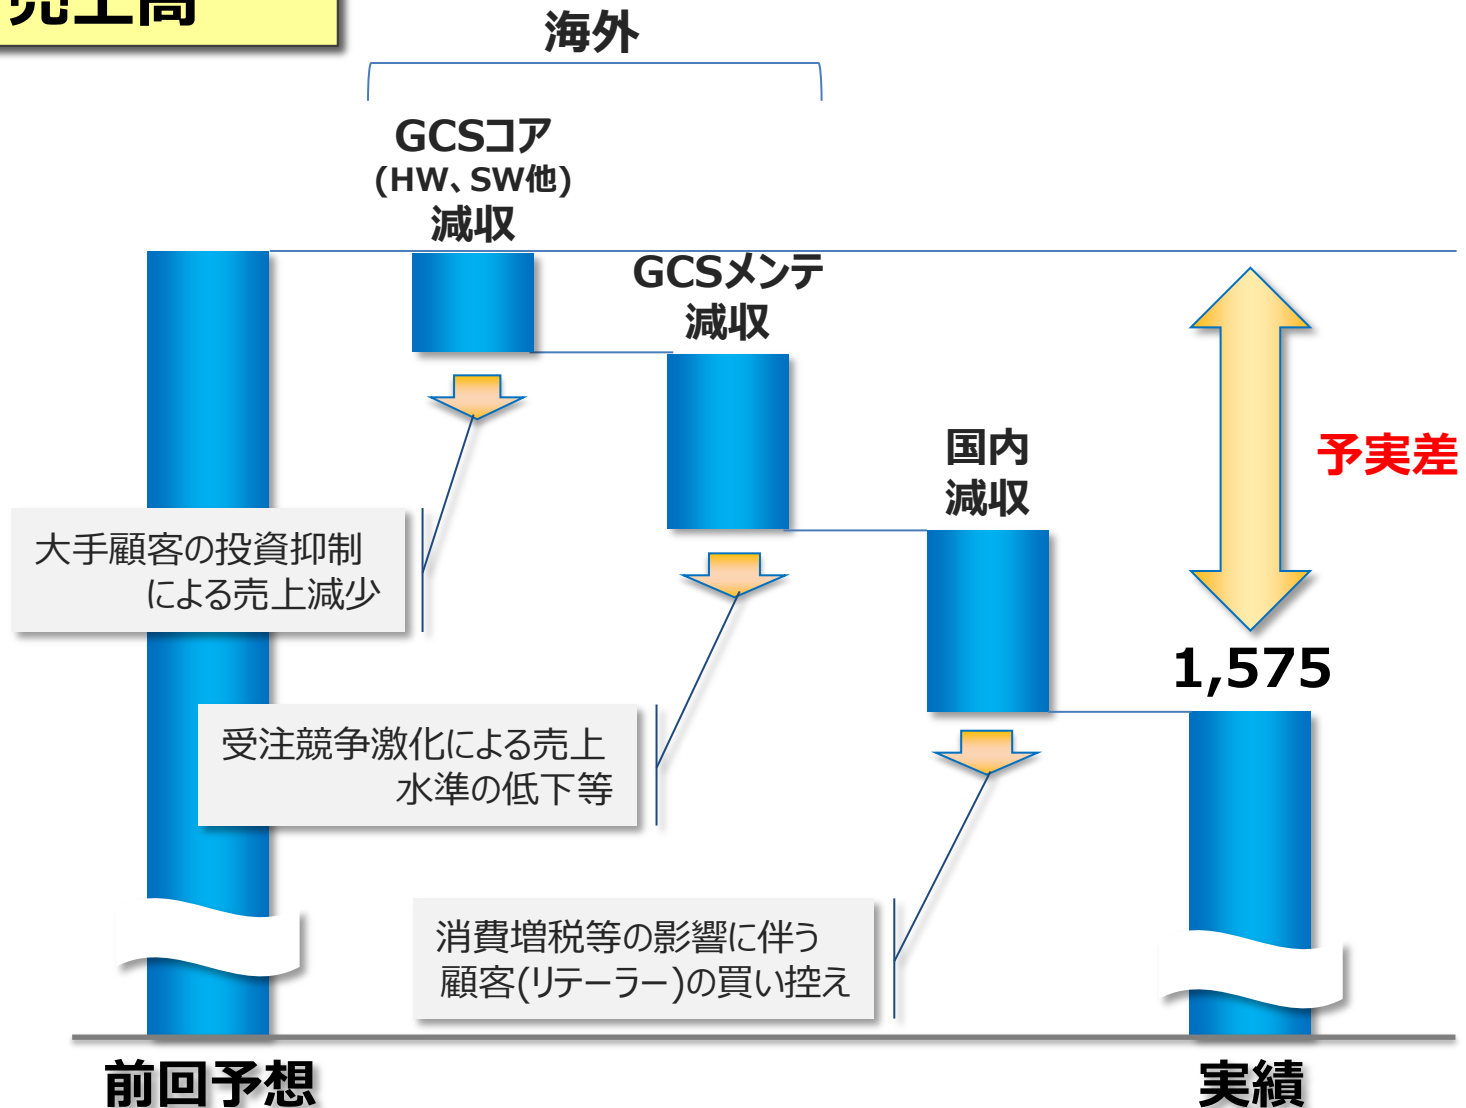 売上高
海外
GCSコア
(HW、SW他)
減収
GCSメンテ
減収
国内
減収
予実差
大手顧客の投資抑制
による売上減少
1,575
受注競争激化による売上
水準の低下等
消費増税等の影響に伴う
顧客(リテーラー)の買い控え
前回予想
実績